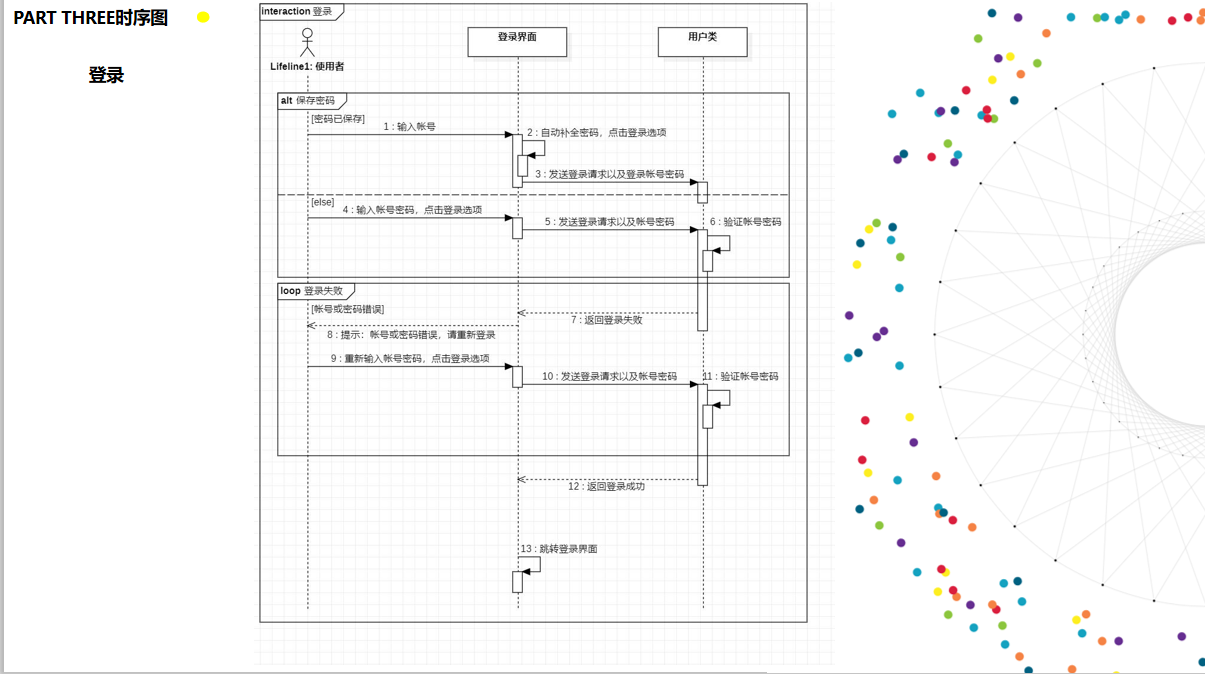 PART THREE时序图
登录
interaction 登录
登录界面
用户类
Lifeline1: 使用者
alt 保存密码
[密码已保存]
1 : 输入帐号
2 : 自动补全密码，点击登录选项
3 : 发送登录请求以及登录帐号密码
[else]
4 : 输入帐号密码，点击登录选项
5 : 发送登录请求以及帐号密码
6 : 验证帐号密码
loop 登录失败
[帐号或密码错误]
7 : 返回登录失败
8 : 提示：帐号或密码错误，请重新登录
9 : 重新输入帐号密码，点击登录选项
10 : 发送登录请求以及帐号密码
11 : 验证帐号密码
12 : 返回登录成功
13 : 跳转登录界面